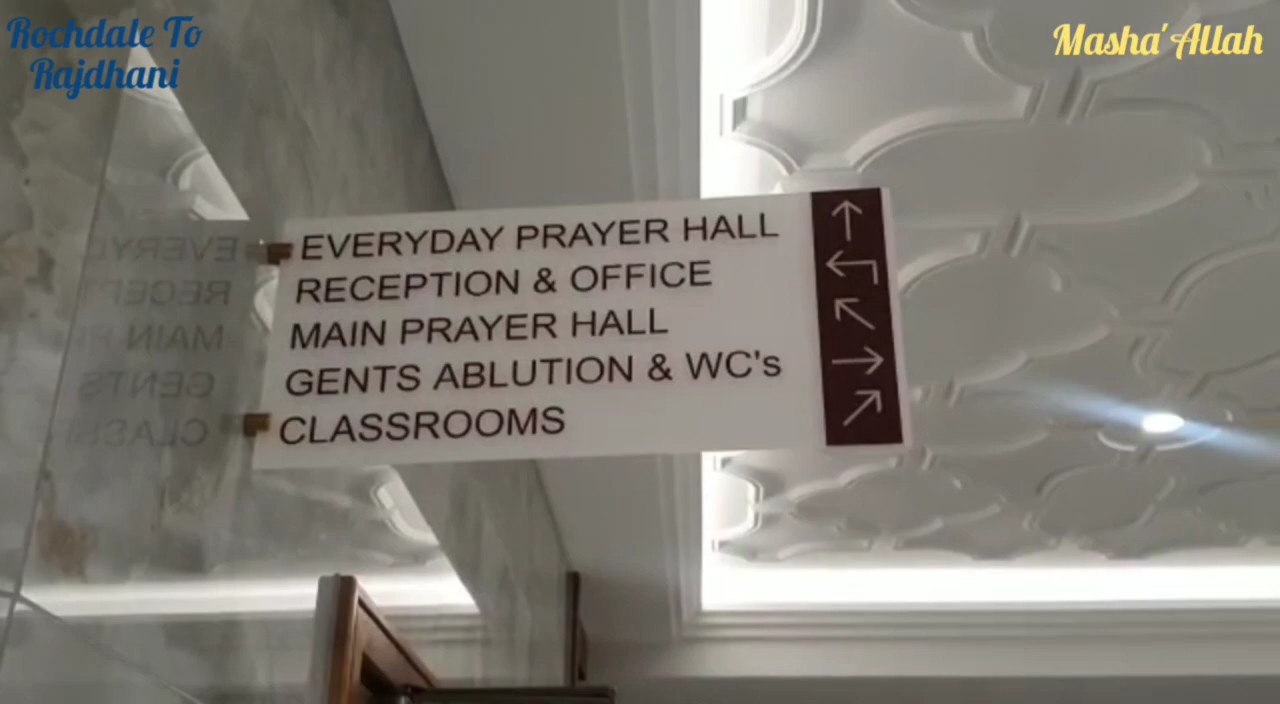 Rochdale To
Rajdhani
Masha'Allah
EVERYDAY PRAYER HALL
RECEPTION & OFFICE
MAIN PRAYER HALL
GENTS ABLUTION & WC's
CLASSROOMS